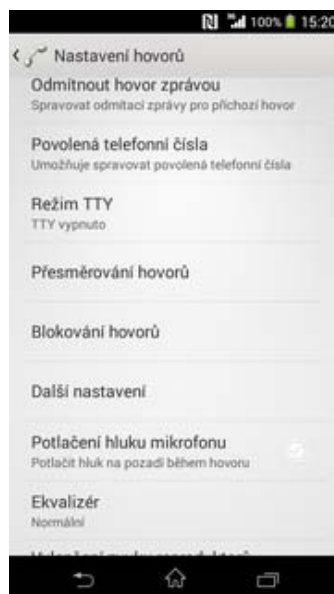 100% 15:20
Nastavení hovorů
Odmítnout hovor zprávou
Spravovat odmítací zprávy pro příchozí hovor
Povolená telefonní čísla
Umožňuje spravovat povolená telefonní čísla
Režim TTY
TTY vypnuto
Přesměrování hovorů
Blokování hovorů
Další nastavení
Potlačení hluku mikrofonu
Potlačit hluk na pozadí během hovoru
Ekvalizér
Normální